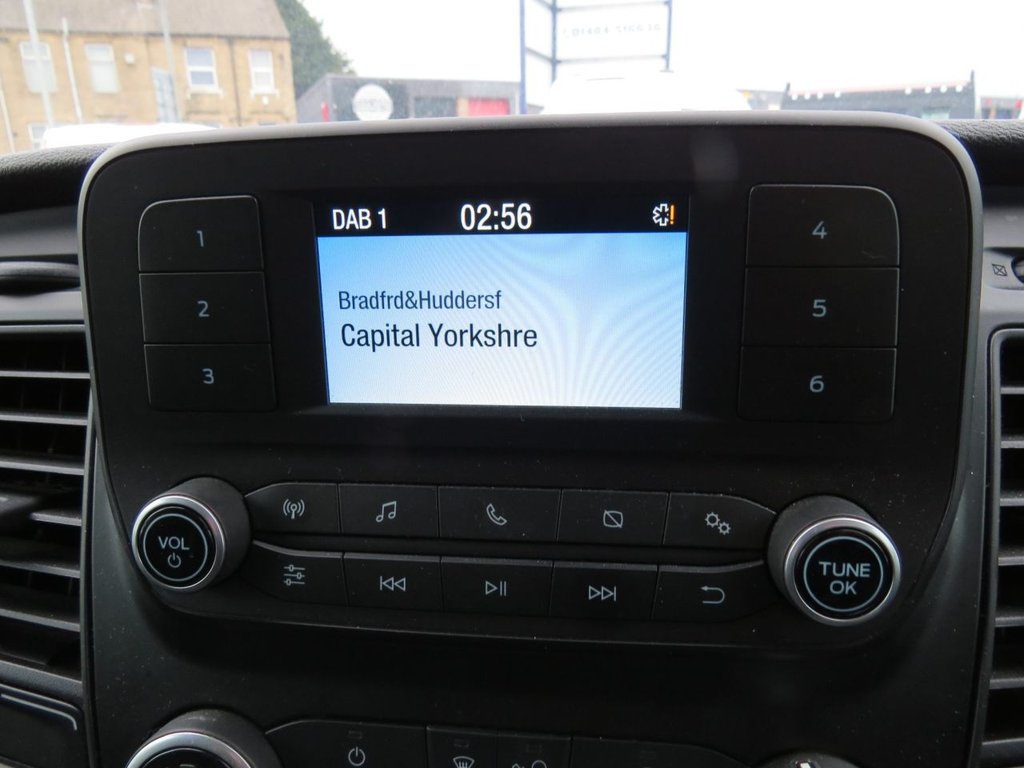 DAB 1 02:56
Bradfrd&Huddersf
Capital Yorkshre
1
2
3
4
5
6
VOL
TUNE
OK